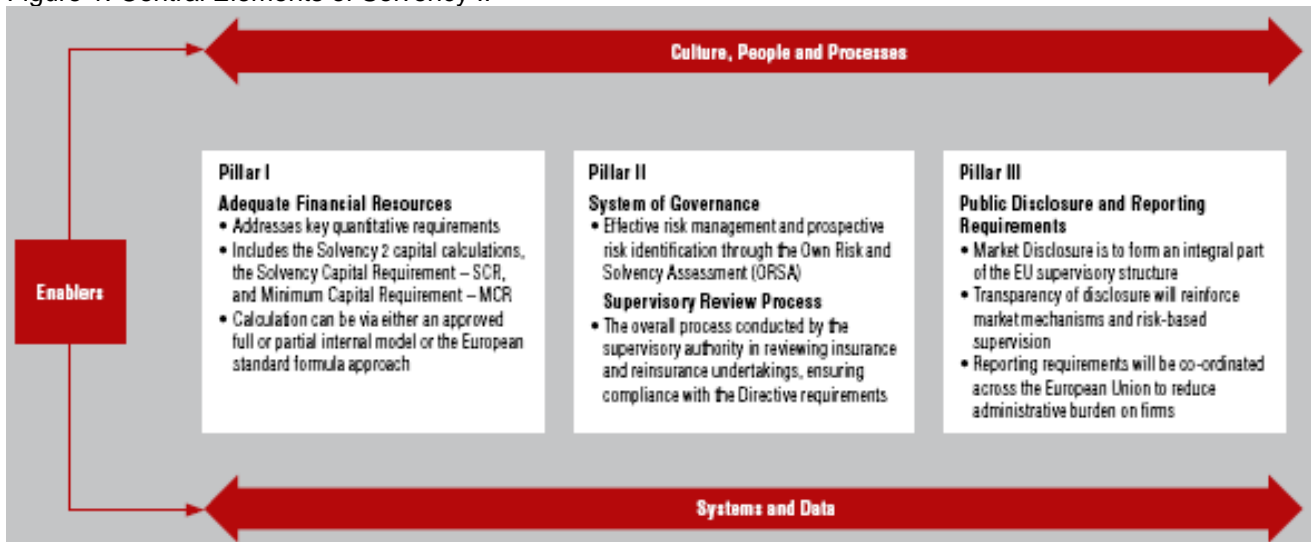 Culture, People and Processes
Enablers
Pillar I
Adequate Financial Resources
• Addresses key quantitative requirements
• Includes the Solvency 2 capital calculations,
the Solvency Capital Requirement – SCR,
and Minimum Capital Requirement – MCR
• Calculation can be via either an approved
full or partial internal model or the European
standard formula approach
Pillar II
System of Governance
• Effective risk management and prospective
risk identification through the Own Risk and
Solvency Assessment (ORSA)
Supervisory Review Process
• The overall process conducted by the
supervisory authority in reviewing insurance
and reinsurance undertakings, ensuring
compliance with the Directive requirements
Pillar III
Public Disclosure and Reporting
Requirements
• Market Disclosure is to form an integral part
of the EU supervisory structure
• Transparency of disclosure will reinforce
market mechanisms and risk-based
supervision
• Reporting requirements will be co-ordinated
across the European Union to reduce
administrative burden on firms
Systems and Data